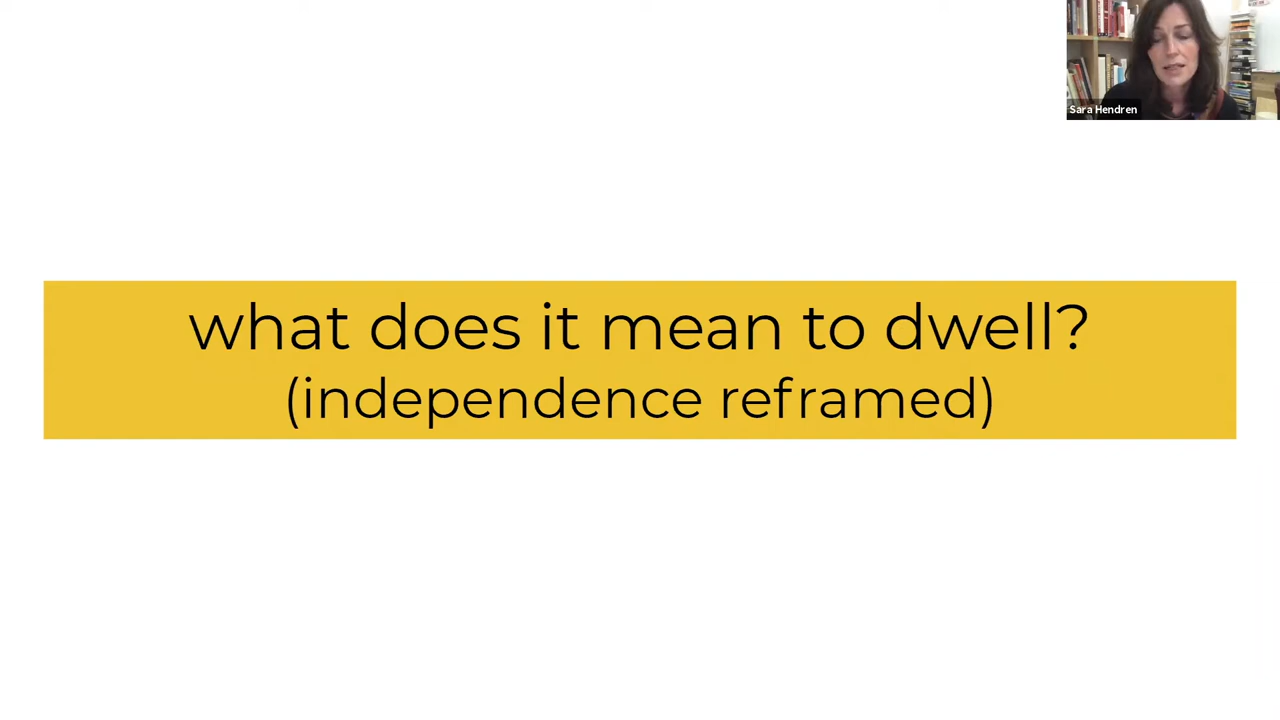 Sara Hendren
what does it mean to dwell?
(independence reframed)